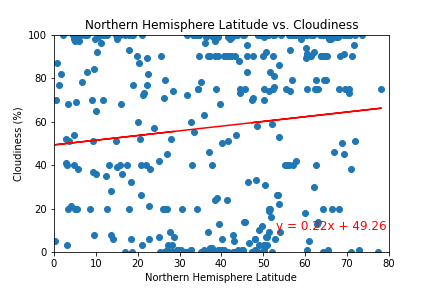 Northern Hemisphere Latitude vs. Cloudiness
100
80
60
40
20
0
Cloudiness (%)
y = 0.22x + 49.26
0 10 20 30 40 50 60 70 80
Northern Hemisphere Latitude